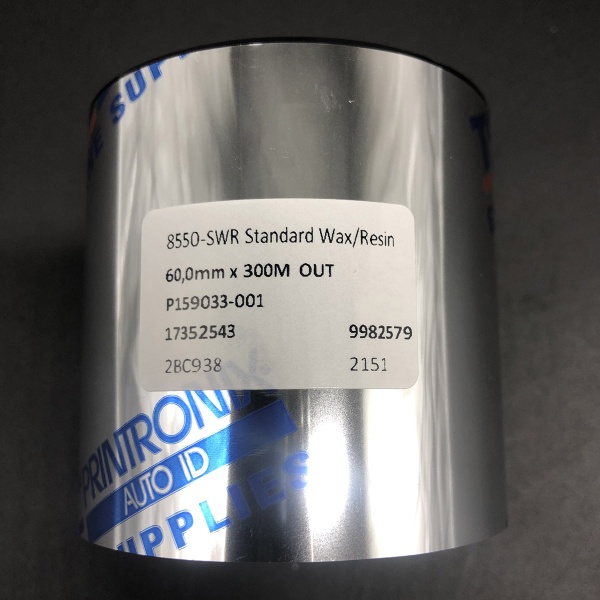 SUPP
8550-SWR Standard Wax/Resin
60,0mm x 300M OUT
P159033-001
17352543 9982579
2BC938 2151
PRINTRONIX
AUTO ID
SUPPLIES